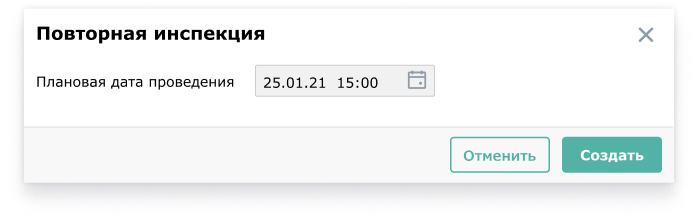 Повторная инспекция
Плановая дата проведения 25.01.21 15:00
Отменить Создать